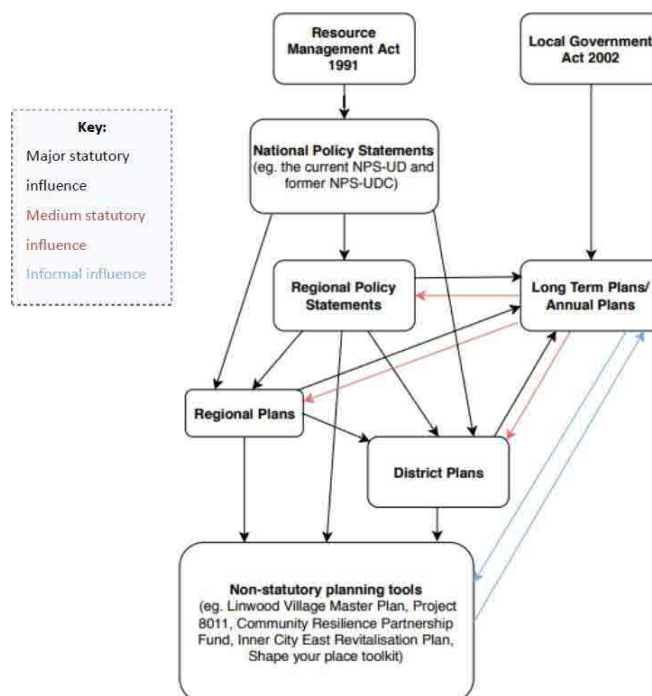 Resource
Management Act
1991
Local Government
Act 2002
Key:
Major statutory
influence
Medium statutory
influence
Informal influence
National Policy Statements
(eg. the current NPS-UD and
former NPS-UDC)
Regional Policy
Statements
Long Term Plans/
Annual Plans
Regional Plans
District Plans
Non-statutory planning tools
(eg. Linwood Village Master Plan, Project
8011, Community Resilience Partnership
Fund, Inner City East Revitalisation Plan,
Shape your place toolkit)